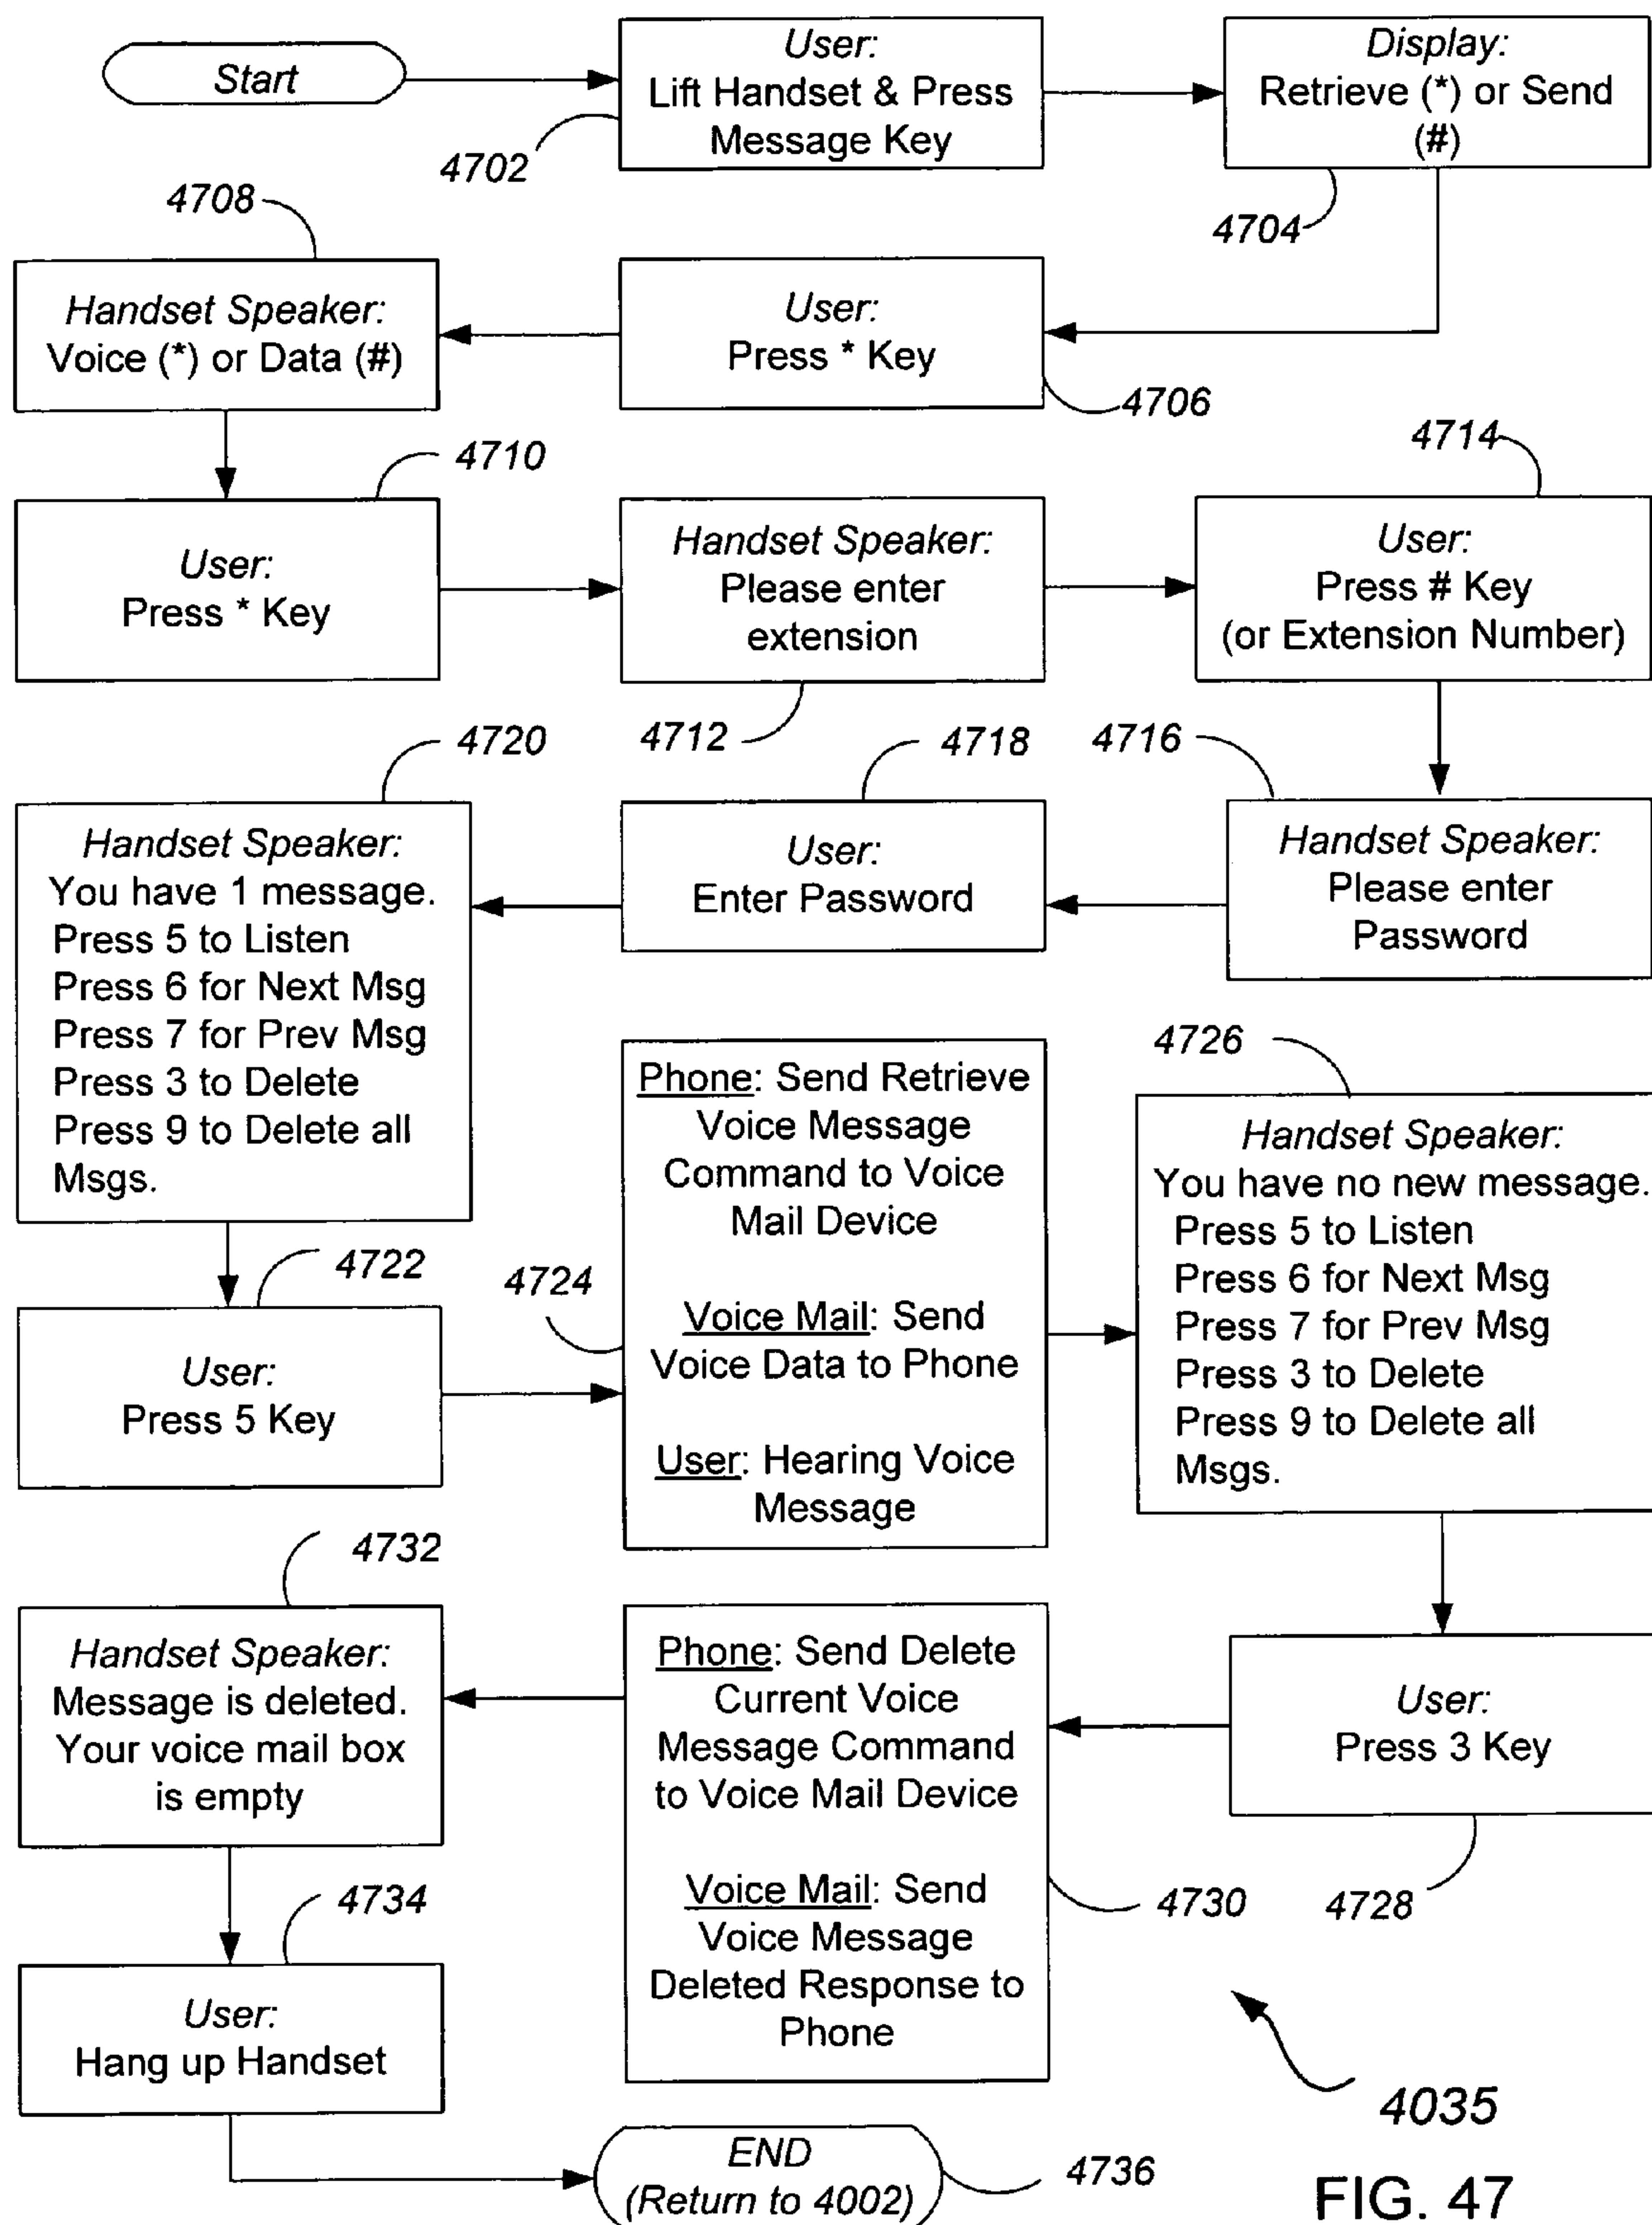 Start
User:
Lift Handset & Press
Message Key
4702
Display:
Retrieve (*) or Send
(#)
4704
4708
Handset Speaker:
Voice (*) or Data (#)
User:
Press * Key
4706
4710
User:
Press * Key
Handset Speaker:
Please enter
extension
4712
4714
User:
Press # Key
(or Extension Number)
4716
Handset Speaker:
Please enter
Password
4718
User:
Enter Password
4720
Handset Speaker:
You have 1 message.
Press 5 to Listen
Press 6 for Next Msg
Press 7 for Prev Msg
Press 3 to Delete
Press 9 to Delete all
Msgs.
4722
User:
Press 5 Key
4724
Phone: Send Retrieve
Voice Message
Command to Voice
Mail Device
Voice Mail: Send
Voice Data to Phone
User: Hearing Voice
Message
4726
Handset Speaker:
You have no new message.
Press 5 to Listen
Press 6 for Next Msg
Press 7 for Prev Msg
Press 3 to Delete
Press 9 to Delete all
Msgs.
User:
Press 3 Key
4728
Phone: Send Delete
Current Voice
Message Command
to Voice Mail Device
Voice Mail: Send
Voice Message
Deleted Response to
Phone
4730
4732
Handset Speaker:
Message is deleted.
Your voice mail box
is empty
4734
User:
Hang up Handset
END
(Return to 4002)
4736
4035
FIG. 47